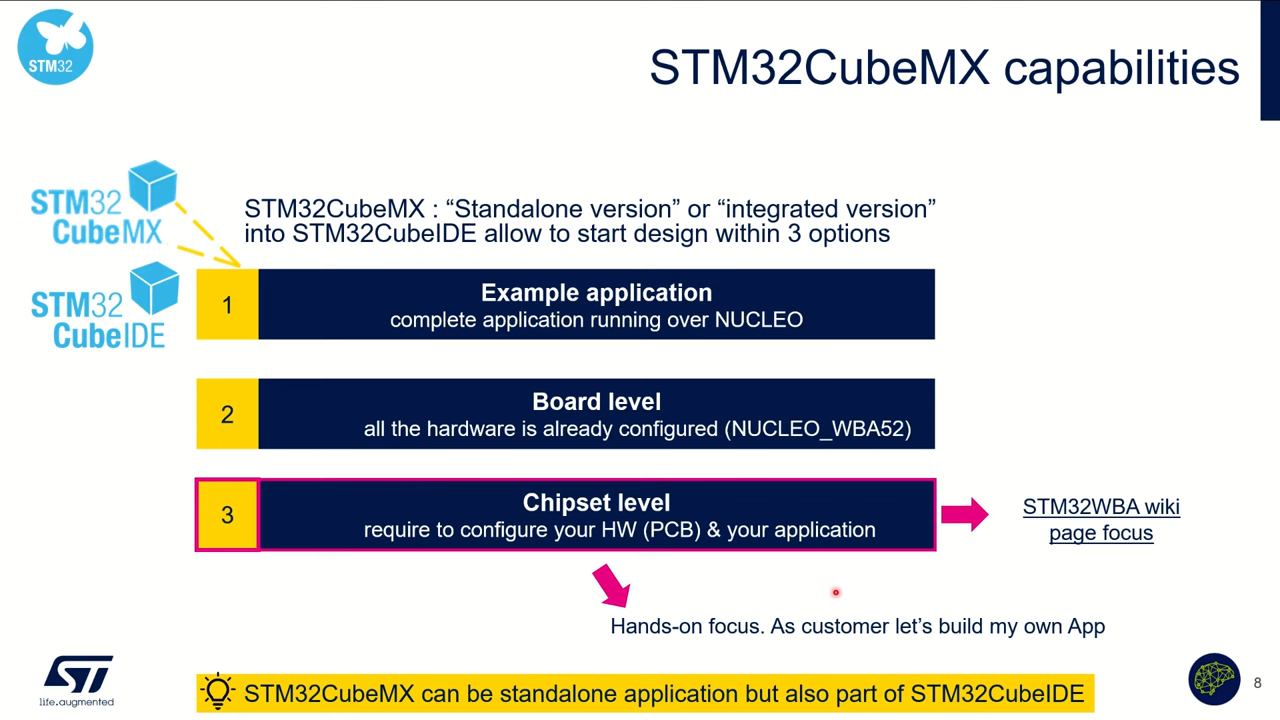 STM32
STM32CubeMX capabilities
STM32
CubeMX
STM32CubeMX : “Standalone version” or “integrated version”
into STM32CubeIDE allow to start design within 3 options
STM32
CubeIDE
1
Example application
complete application running over NUCLEO
2
Board level
all the hardware is already configured (NUCLEO_WBA52)
3
Chipset level
require to configure your HW (PCB) & your application
STM32WBA wiki
page focus
Hands-on focus. As customer let’s build my own App
ST
life.augmented
STM32CubeMX can be standalone application but also part of STM32CubeIDE
8